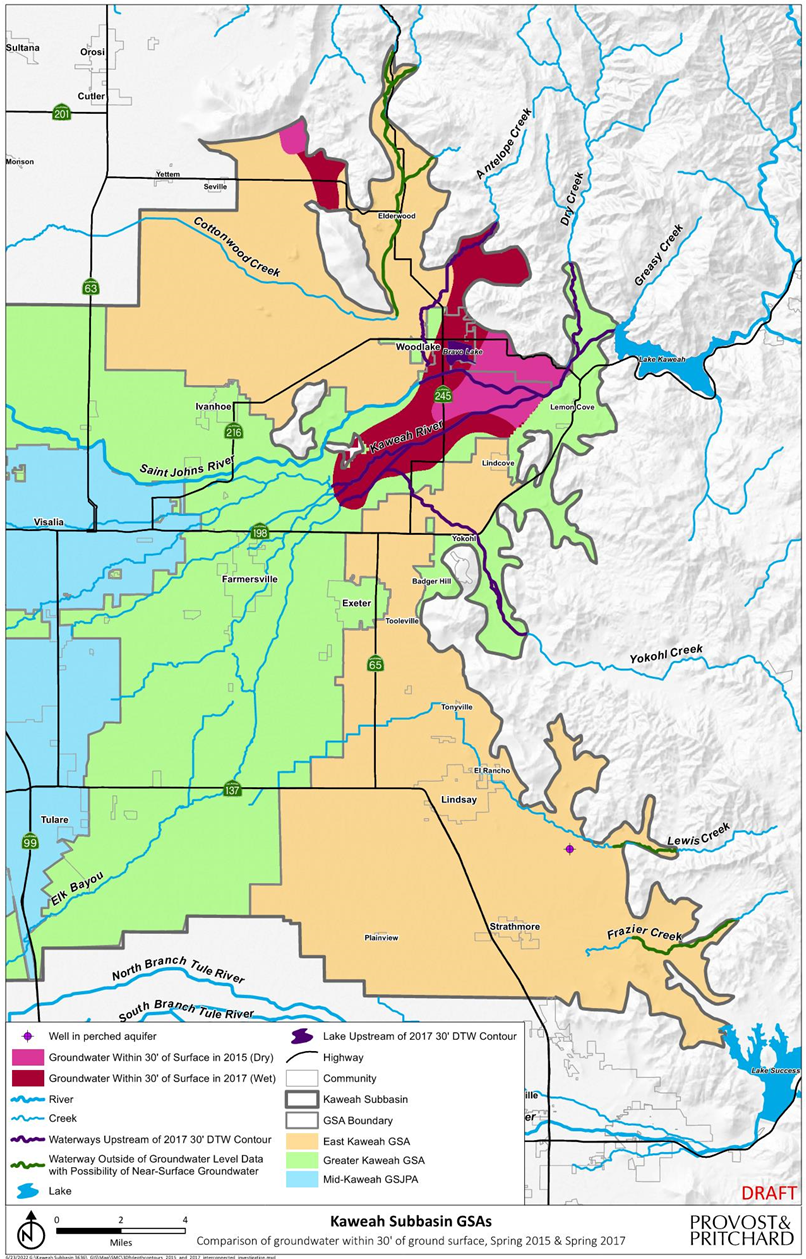 Sultana
Orosi
Cutler
201
Monson
Yettem
Seville
Elderwood
Antelope Creek
Dry Creek
Greasy Creek
Cottonwood Creek
63
Woodlake
Bravo Lake
Lake Kaweah
245
Ivanhoe
216
Lemon Cove
Kaweah River
Saint Johns River
Lindcove
Visalia
198
Yokohl
Farmersville
Badger Hill
Exeter
Tooleville
65
Yokohl Creek
Tonyville
El Rancho
137
Lindsay
Tulare
99
Lewis Creek
Elk Bayou
Strathmore
Frazier Creek
Plainview
North Branch Tule River
South Branch Tule River
Lake Success
ille
er
Well in perched aquifer
Groundwater Within 30' of Surface in 2015 (Dry)
Groundwater Within 30' of Surface in 2017 (Wet)
River
Creek
Waterways Upstream of 2017 30' DTW Contour
Waterway Outside of Groundwater Level Data
with Possibility of Near-Surface Groundwater
Lake
Lake Upstream of 2017 30' DTW Contour
Highway
Community
Kaweah Subbasin
GSA Boundary
East Kaweah GSA
Greater Kaweah GSA
Mid-Kaweah GSJPA
DRAFT
N
0 2 4
Miles
Kaweah Subbasin GSAs
Comparison of groundwater within 30' of ground surface, Spring 2015 & Spring 2017
PROVOST&
PRITCHARD